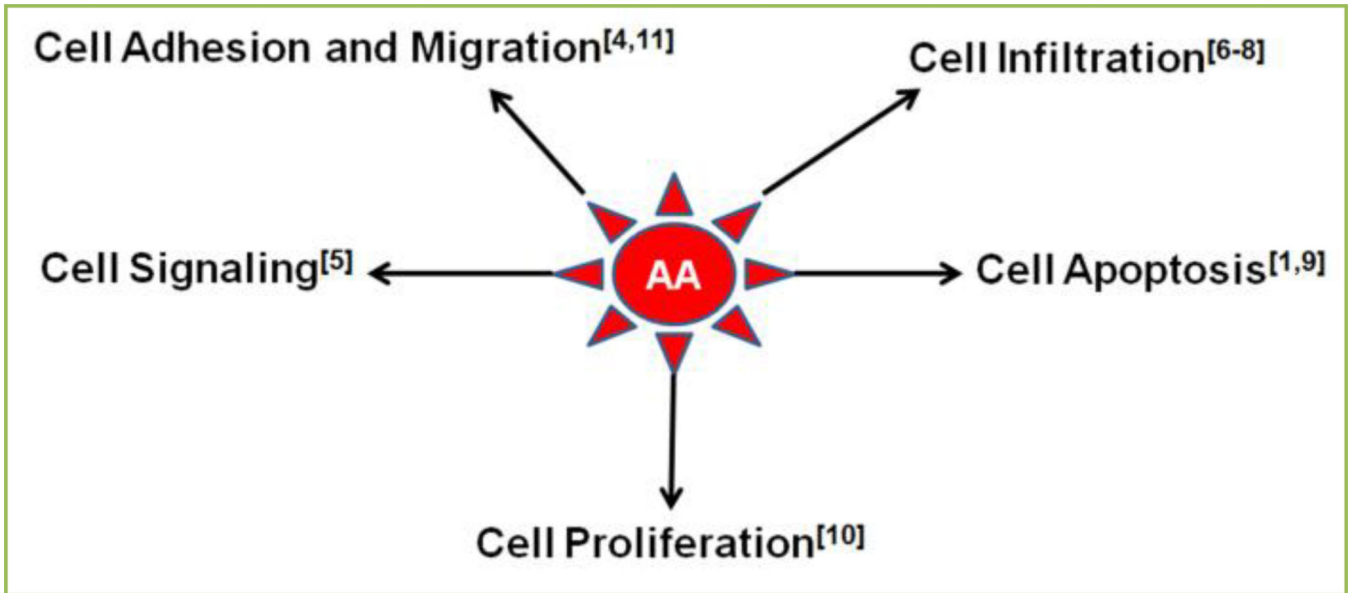 Cell Adhesion and Migration[4,11]
Cell Infiltration[6-8]
AA
Cell Signaling[5]
Cell Apoptosis[1,9]
Cell Proliferation[10]